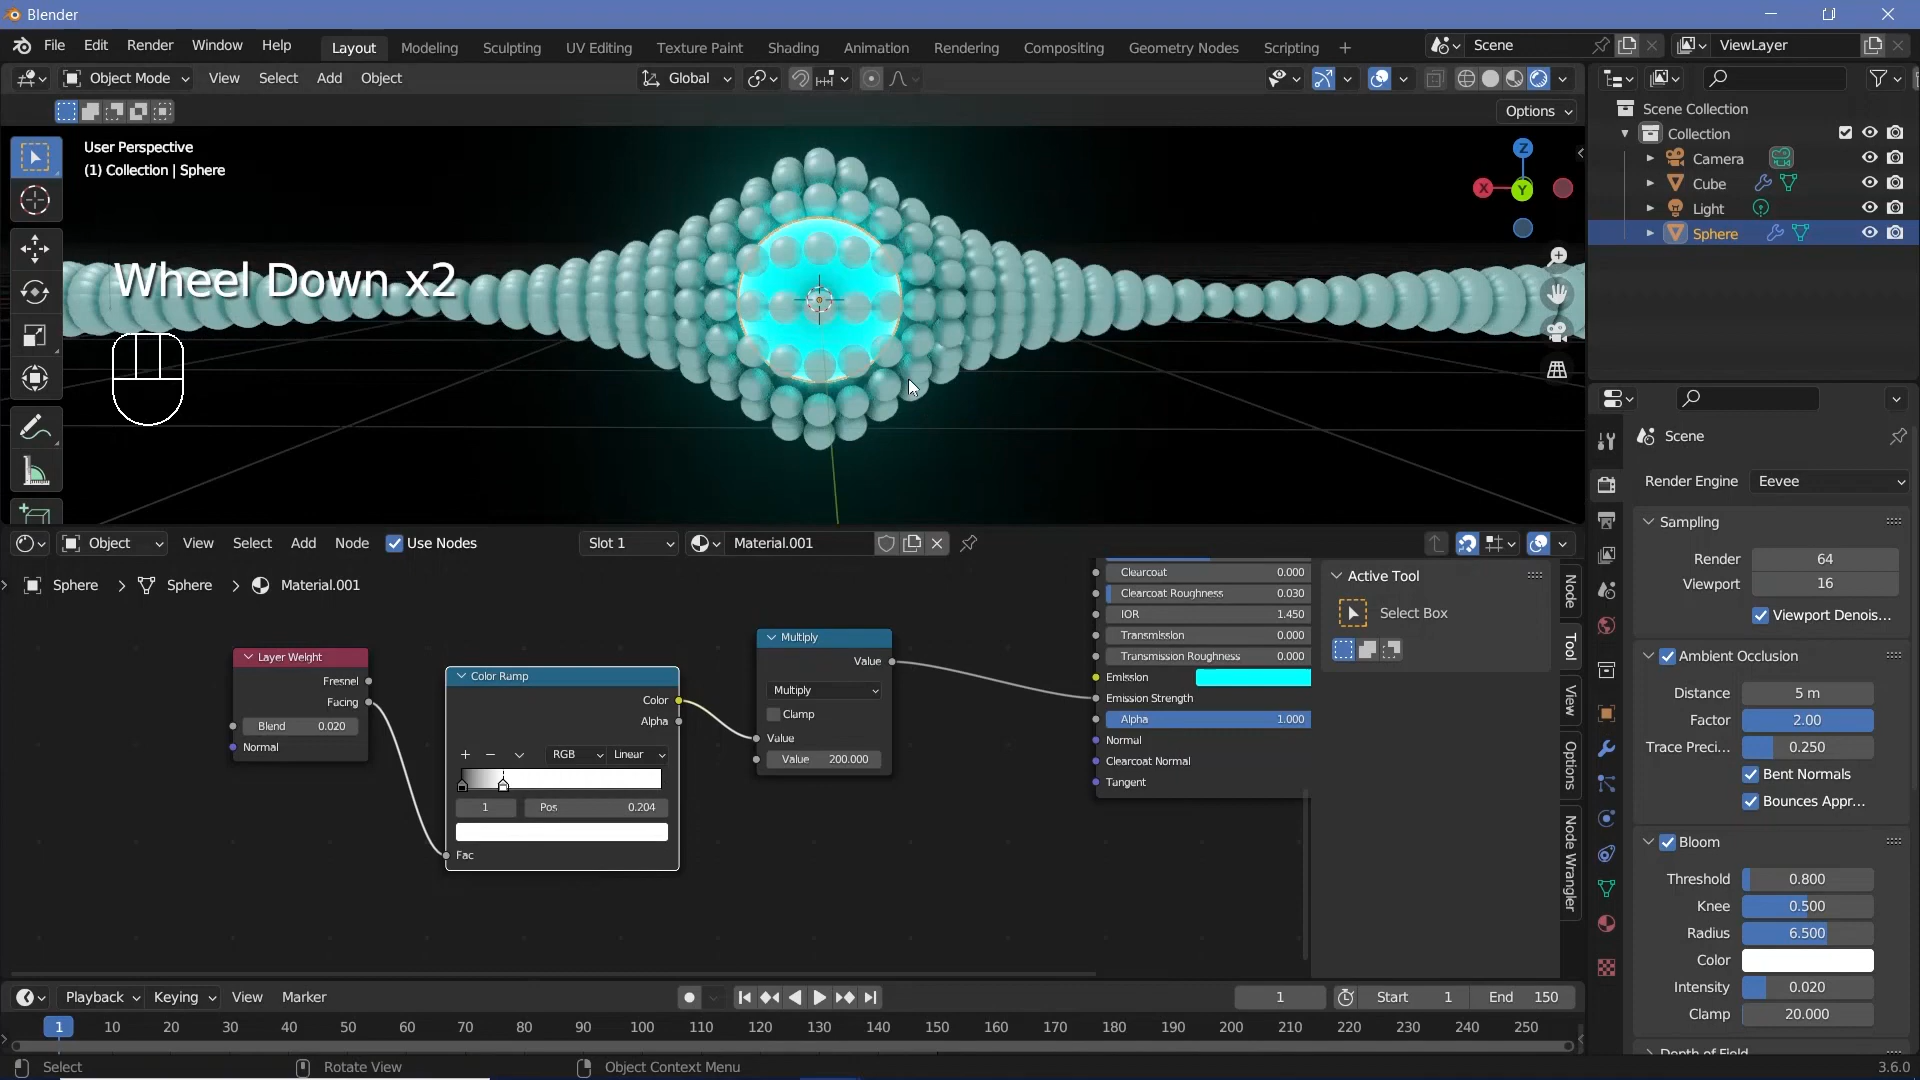 Blender
File Edit Render Window Help Layout Modeling Sculpting UV Editing Texture Paint Shading Animation Rendering Compositing Geometry Nodes Scripting + Scene ViewLayer
Object Mode View Select Add Object Global
Options
User Perspective
(1) Collection | Sphere
Z
X
Y
Wheel Down x2
Scene Collection
Collection
Camera
Cube
Light
Sphere
Object View Select Add Node Use Nodes Slot 1 Material.001
Sphere > Sphere > Material.001
Layer Weight
Fresnel
Facing
Blend 0.020
Normal
Color Ramp
Color
Alpha
+ − RGB Linear
1 Pos 0.204
Fac
Multiply
Value
Multiply
Clamp
Value
Value 200.000
Clearcoat 0.000
Clearcoat Roughness 0.030
IOR 1.450
Transmission 0.000
Transmission Roughness 0.000
Emission
Emission Strength
Alpha 1.000
Normal
Clearcoat Normal
Tangent
Active Tool
Select Box
Node
Tool
View
Options
Node Wrangler
Scene
Render Engine Eevee
Sampling
Render 64
Viewport 16
Viewport Denois...
Ambient Occlusion
Distance 5 m
Factor 2.00
Trace Preci... 0.250
Bent Normals
Bounces Appr...
Bloom
Threshold 0.800
Knee 0.500
Radius 6.500
Color
Intensity 0.020
Clamp 20.000
Depth of Field
Playback Keying View Marker 1 Start 1 End 150
1 10 20 30 40 50 60 70 80 90 100 110 120 130 140 150 160 170 180 190 200 210 220 230 240 250
Select Rotate View Object Context Menu 3.6.0